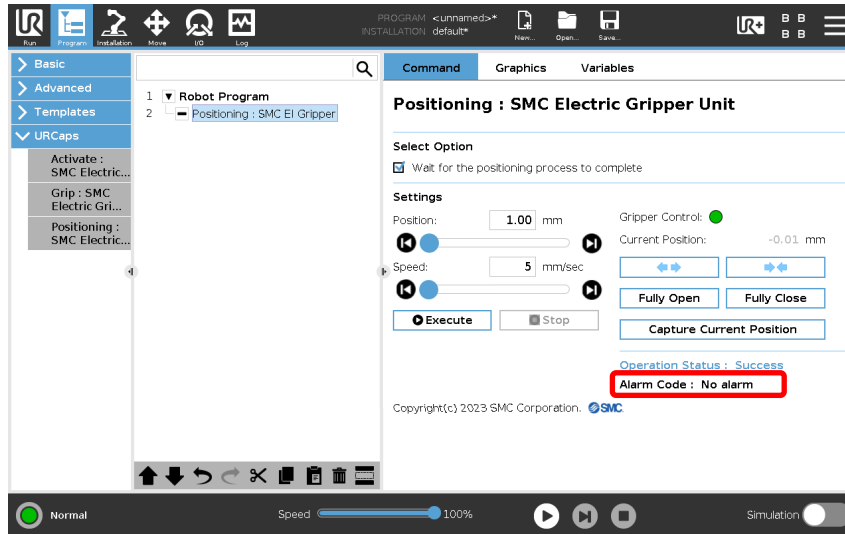 PROGRAM <unnamed>*
INSTALLATION default*
Run Program Installation Move I/O Log New... Open... Save...
UR+ B B
B B
Basic
Advanced
Templates
URCaps
Activate :
SMC Electric...
Grip : SMC
Electric Gri...
Positioning :
SMC Electric...
1 Robot Program
2 Positioning : SMC El Gripper
Command Graphics Variables
Positioning : SMC Electric Gripper Unit
Select Option
Wait for the positioning process to complete
Settings
Position: 1.00 mm
Gripper Control:
Current Position: -0.01 mm
Speed: 5 mm/sec
Fully Open Fully Close
Execute Stop
Capture Current Position
Operation Status : Success
Alarm Code : No alarm
Copyright(c) 2023 SMC Corporation. SMC.
Normal Speed 100% Simulation